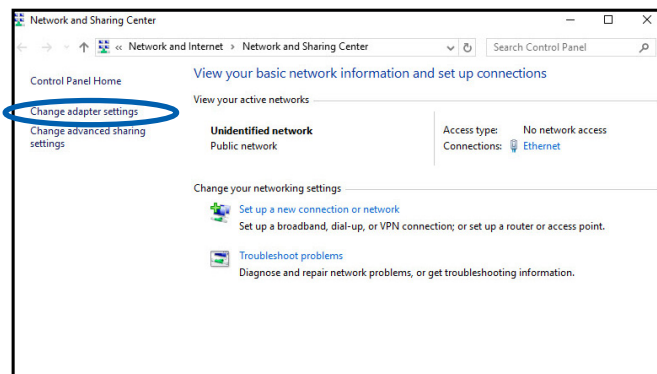 Network and Sharing Center
« Network and Internet › Network and Sharing Center
Search Control Panel
Control Panel Home
Change adapter settings
Change advanced sharing
settings
View your basic network information and set up connections
View your active networks
Unidentified network
Public network
Access type: No network access
Connections: Ethernet
Change your networking settings
Set up a new connection or network
Set up a broadband, dial-up, or VPN connection; or set up a router or access point.
Troubleshoot problems
Diagnose and repair network problems, or get troubleshooting information.